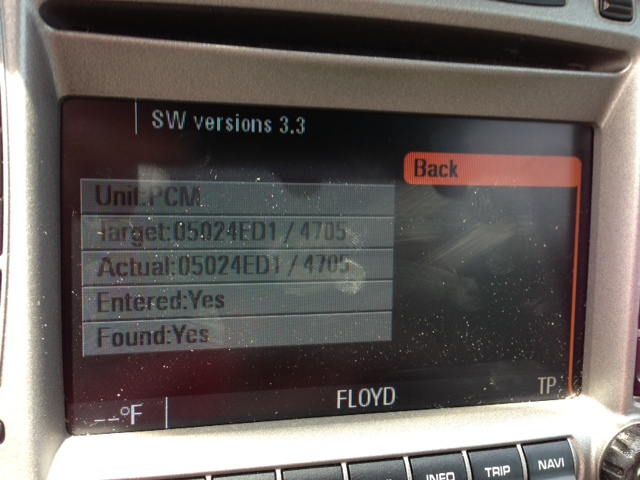 SW versions 3.3
Back
Unit:PCM
Target:05024ED1 / 4705
Actual:05024ED1 / 4705
Entered:Yes
Found:Yes
TP
--°F
FLOYD
INFO
TRIP
NAVI